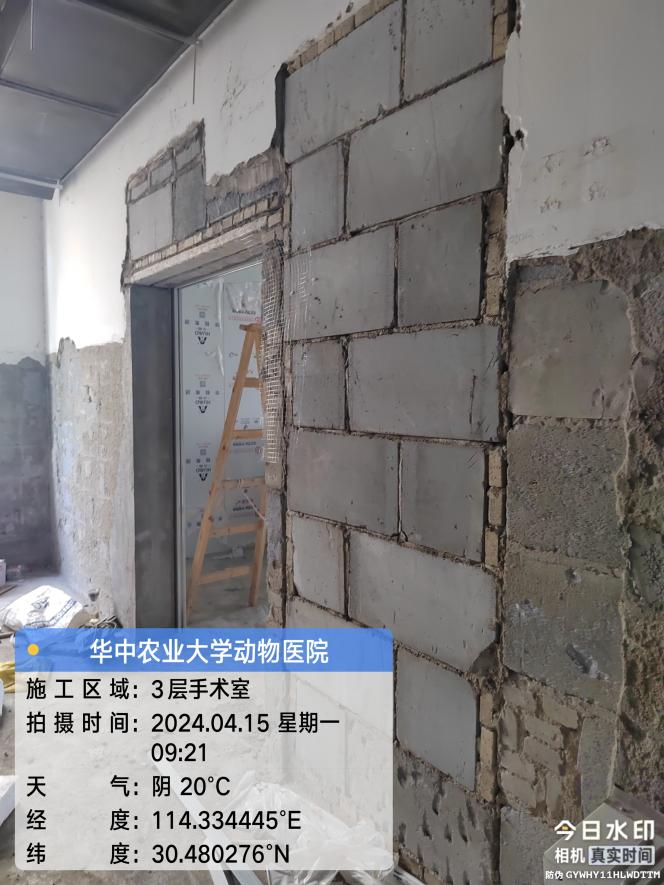 华中农业大学动物医院
施工区域：3层手术室
拍摄时间：2024.04.15 星期一
09:21
天气：阴 20°C
经度：114.334445°E
纬度：30.480276°N
今日水印
相机 真实时间
防伪 GYWHY11HLWDTTM